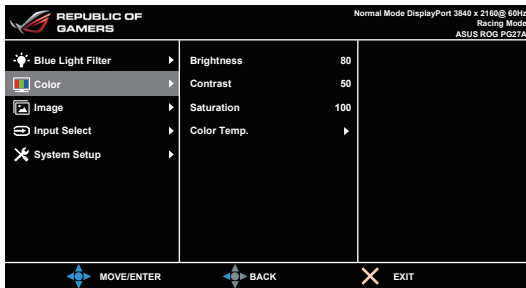 REPUBLIC OF
GAMERS
Normal Mode DisplayPort 3840 x 2160@ 60Hz
Racing Mode
ASUS ROG PG27A
Blue Light Filter
Color
Image
Input Select
System Setup
Brightness 80
Contrast 50
Saturation 100
Color Temp.
MOVE/ENTER BACK EXIT